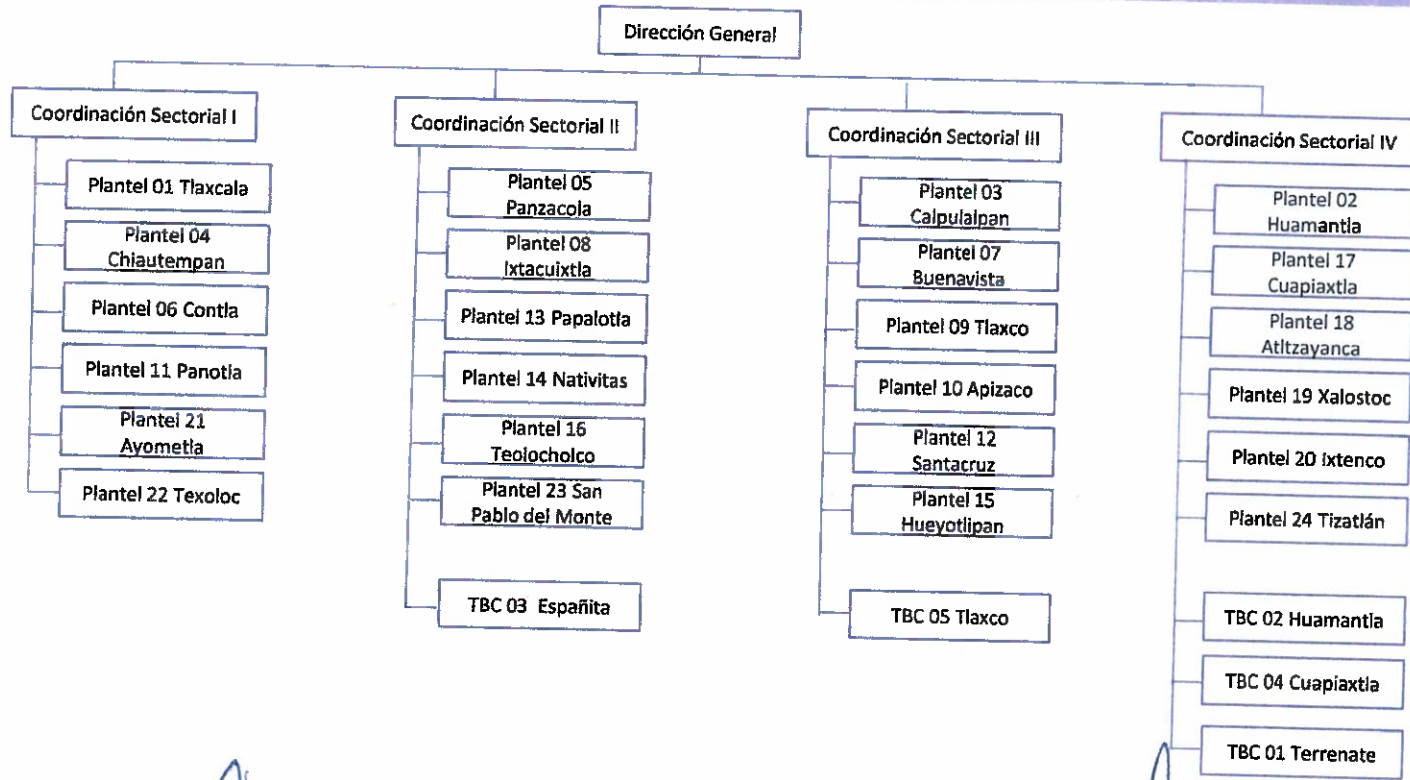 Dirección General
Coordinación Sectorial I
Plantel 01 Tlaxcala
Plantel 04
Chiautempan
Plantel 06 Contla
Plantel 11 Panotla
Plantel 21
Ayometla
Plantel 22 Texoloc
Coordinación Sectorial II
Plantel 05
Panzacola
Plantel 08
Ixtacuixtla
Plantel 13 Papalotla
Plantel 14 Nativitas
Plantel 16
Teolocholco
Plantel 23 San
Pablo del Monte
TBC 03 Españita
Coordinación Sectorial III
Plantel 03
Calpulalpan
Plantel 07
Buenavista
Plantel 09 Tlaxco
Plantel 10 Apizaco
Plantel 12
Santacruz
Plantel 15
Hueyotlipan
TBC 05 Tlaxco
Coordinación Sectorial IV
Plantel 02
Huamantla
Plantel 17
Cuapiaxtla
Plantel 18
Atltzayanca
Plantel 19 Xalostoc
Plantel 20 Ixtenco
Plantel 24 Tizatlán
TBC 02 Huamantla
TBC 04 Cuapiaxtla
TBC 01 Terrenate